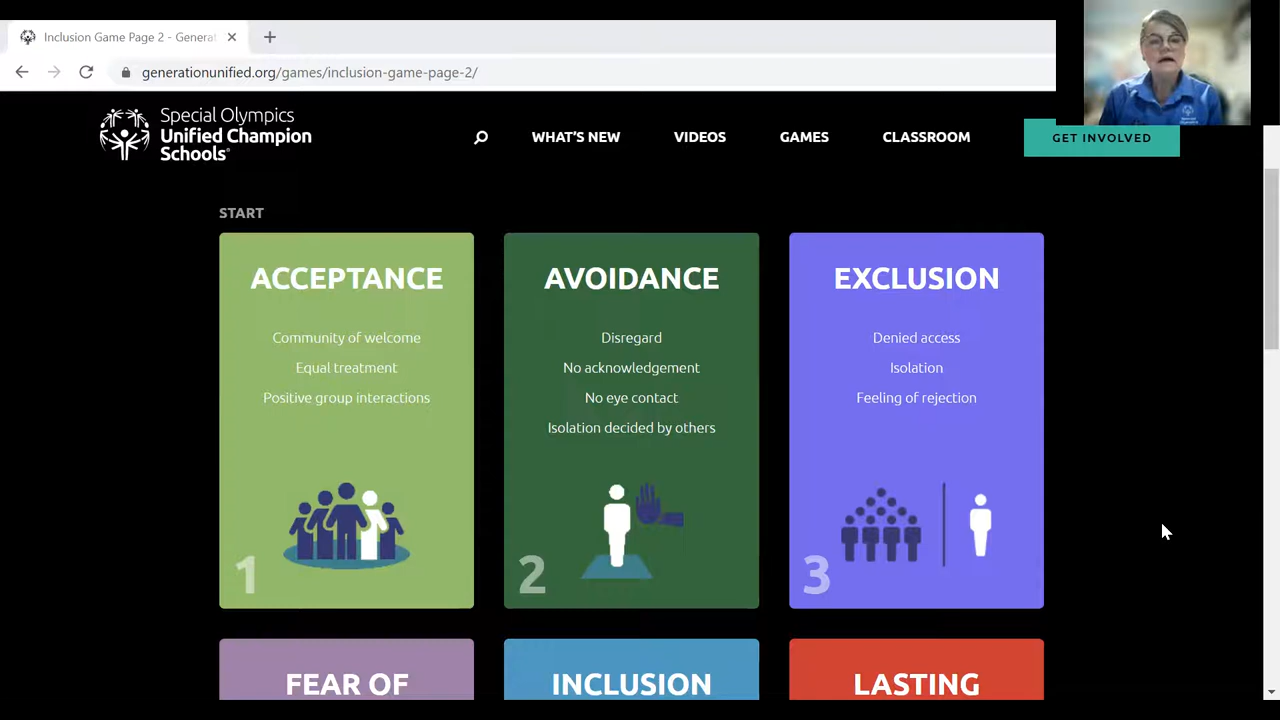 Inclusion Game Page 2 - Genera
generationunified.org/games/inclusion-game-page-2/
Special Olympics
Unified Champion
Schools®
WHAT'S NEW
VIDEOS
GAMES
CLASSROOM
GET INVOLVED
START
ACCEPTANCE
Community of welcome
Equal treatment
Positive group interactions
1
AVOIDANCE
Disregard
No acknowledgement
No eye contact
Isolation decided by others
2
EXCLUSION
Denied access
Isolation
Feeling of rejection
3
FEAR OF
INCLUSION
LASTING